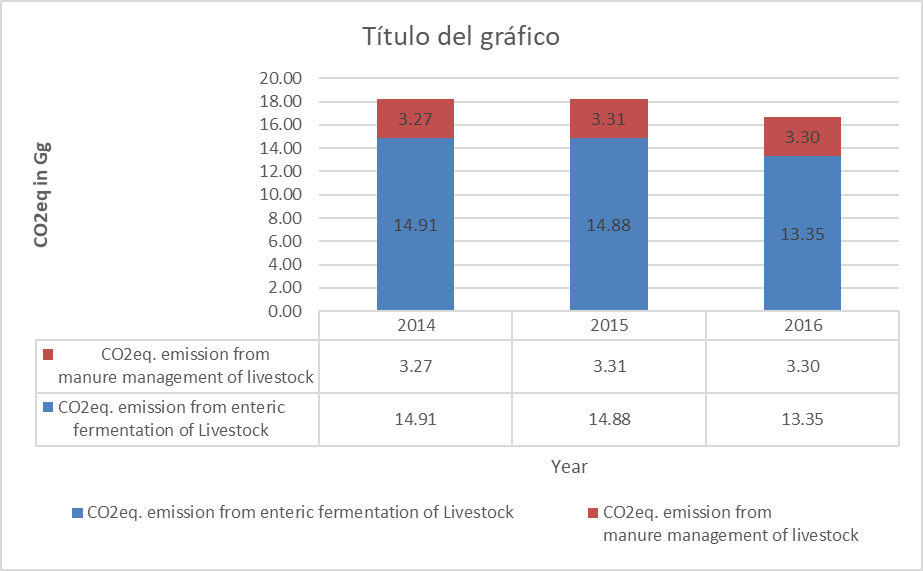 Título del gráfico
CO2eq in Gg
20.00
18.00
16.00
14.00
12.00
10.00
8.00
6.00
4.00
2.00
0.00
3.27
3.31
3.30
14.91
14.88
13.35
2014 2015 2016
CO2eq. emission from
manure management of livestock
3.27 3.31 3.30
CO2eq. emission from enteric
fermentation of Livestock
14.91 14.88 13.35
Year
CO2eq. emission from enteric fermentation of Livestock
CO2eq. emission from
manure management of livestock